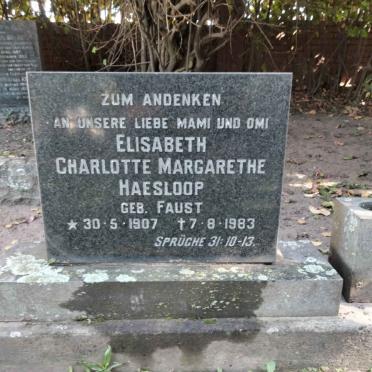 ZUM ANDENKEN
AN UNSERE LIEBE MAMI UND OMI
ELISABETH
CHARLOTTE MARGARETHE
HAESLOOP
GEB. FAUST
★ 30·5·1907 † 7·8·1983
SPRÜCHE 31:10-13.